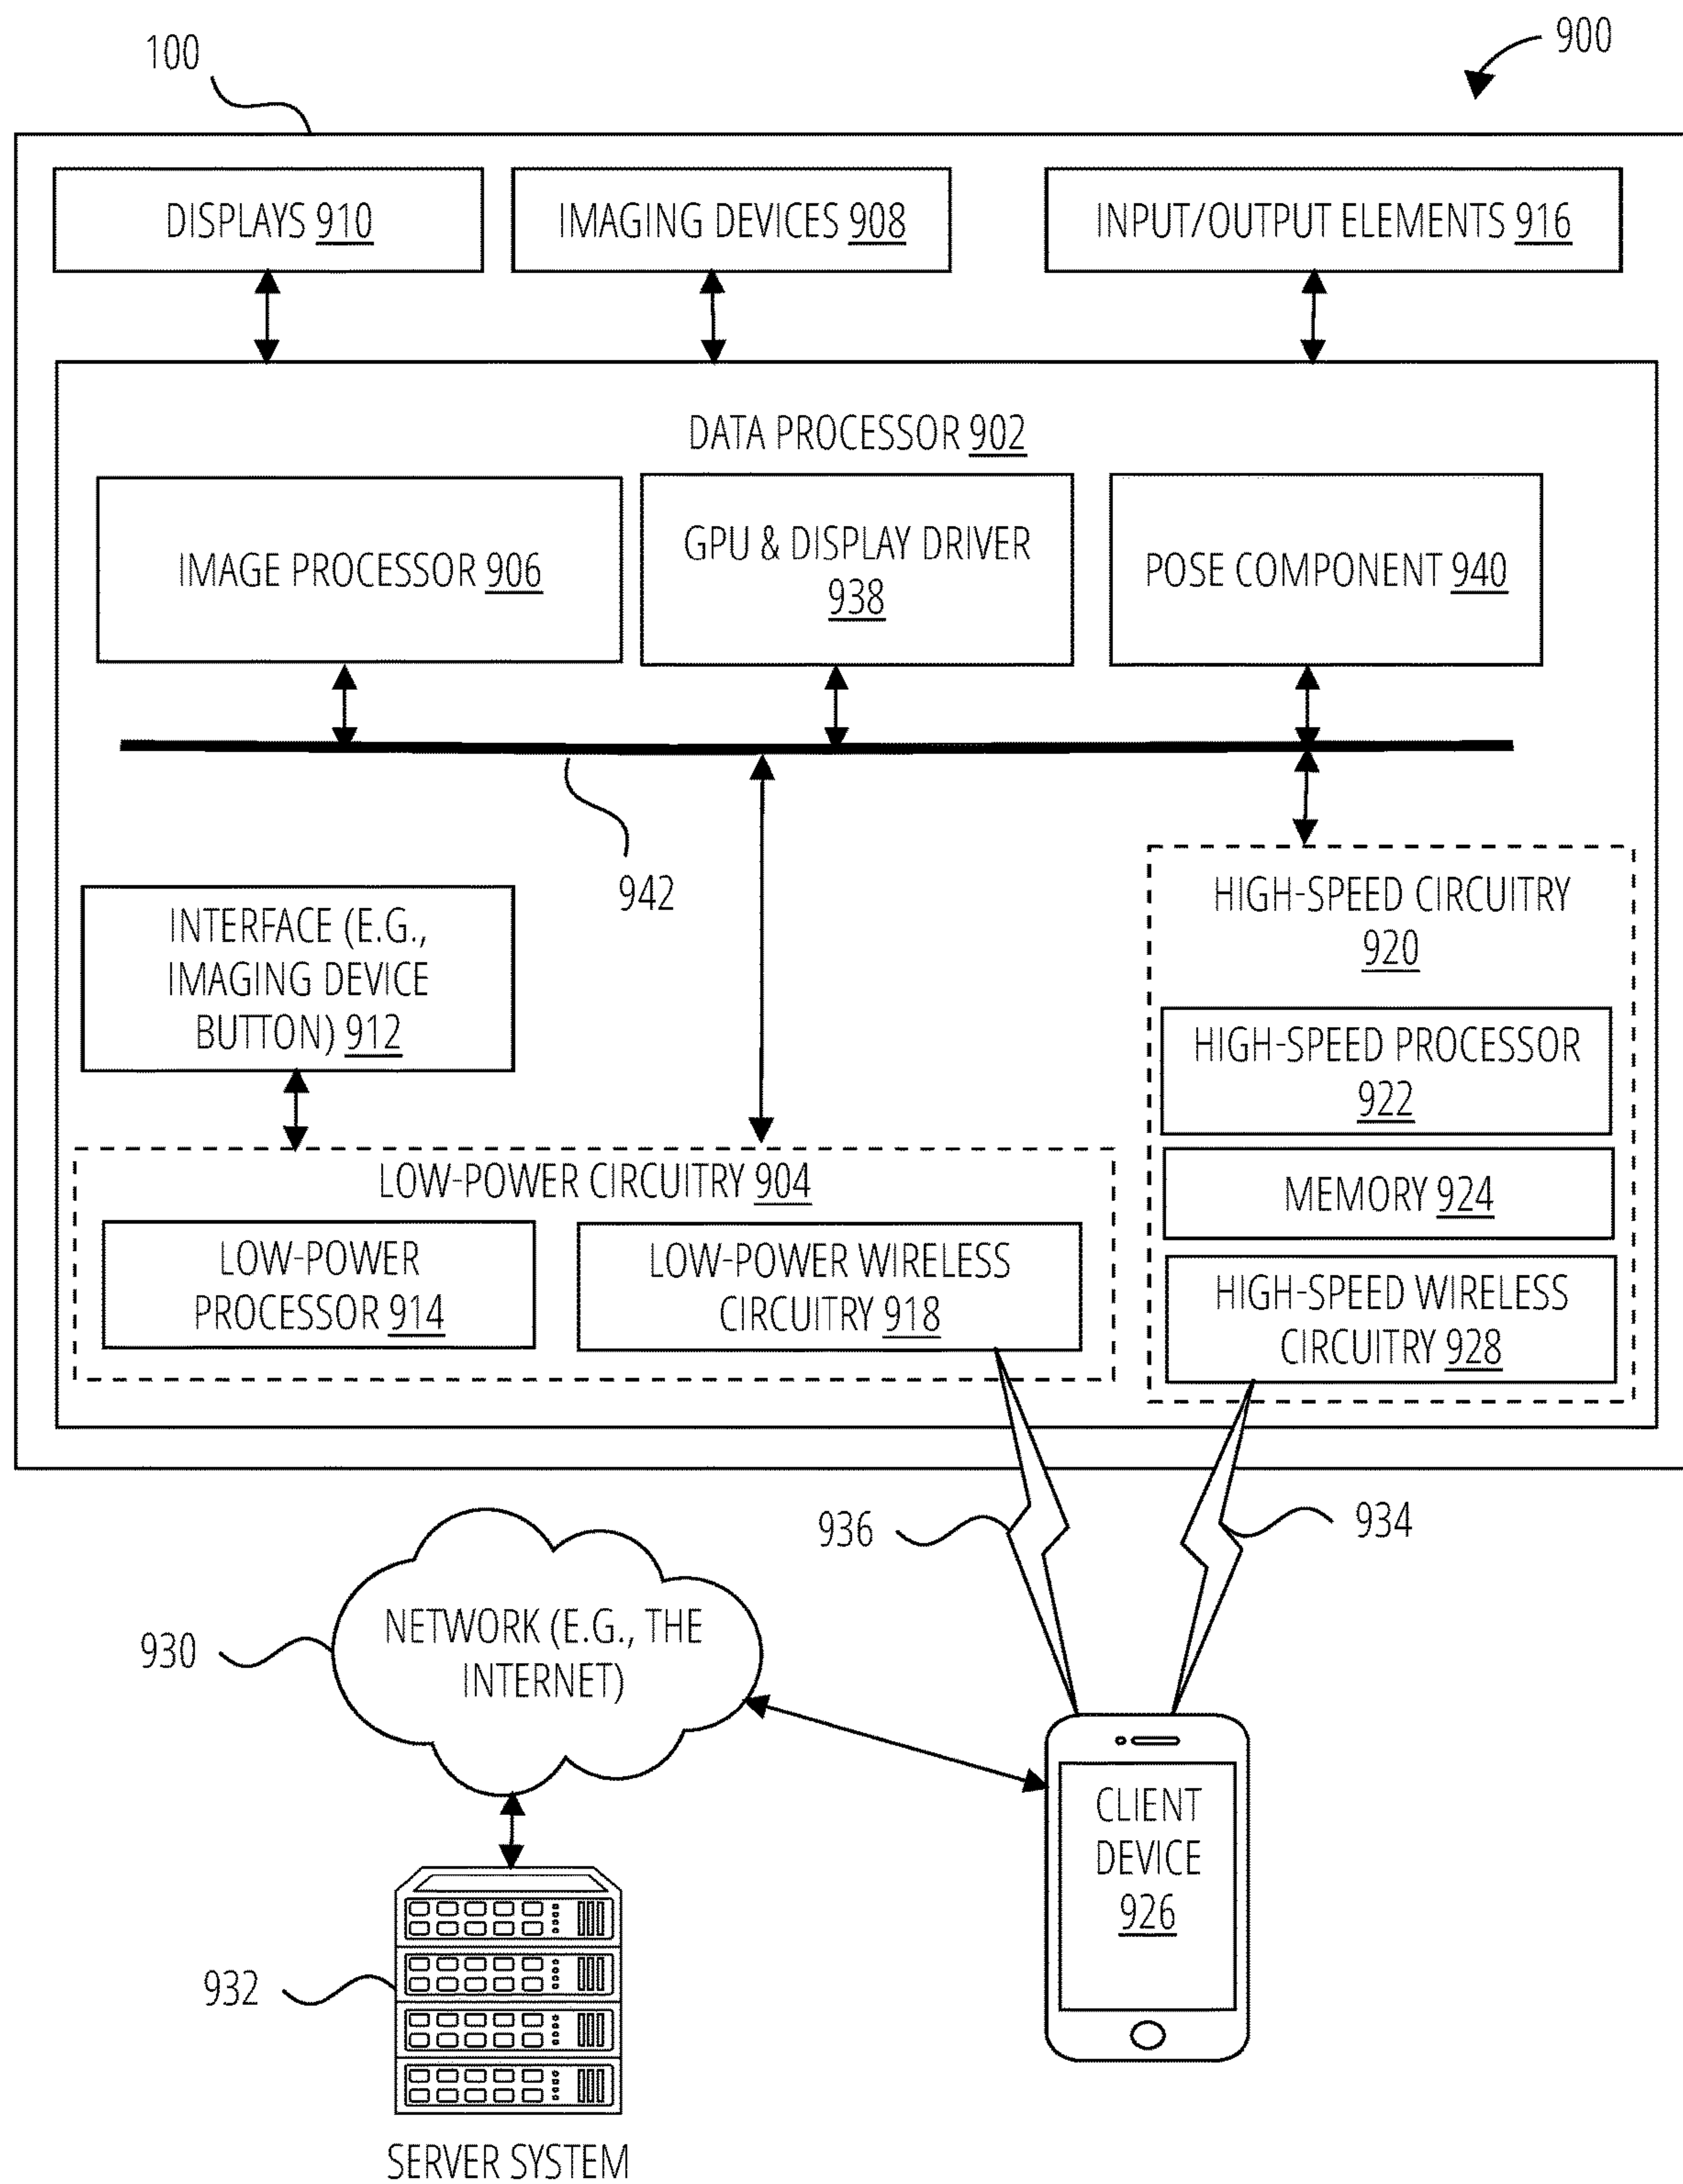 100
900
DISPLAYS 910
IMAGING DEVICES 908
INPUT/OUTPUT ELEMENTS 916
DATA PROCESSOR 902
IMAGE PROCESSOR 906
GPU & DISPLAY DRIVER
938
POSE COMPONENT 940
942
INTERFACE (E.G.,
IMAGING DEVICE
BUTTON) 912
HIGH-SPEED CIRCUITRY
920
HIGH-SPEED PROCESSOR
922
MEMORY 924
HIGH-SPEED WIRELESS
CIRCUITRY 928
LOW-POWER CIRCUITRY 904
LOW-POWER
PROCESSOR 914
LOW-POWER WIRELESS
CIRCUITRY 918
936
934
930
NETWORK (E.G., THE
INTERNET)
CLIENT
DEVICE
926
932
SERVER SYSTEM